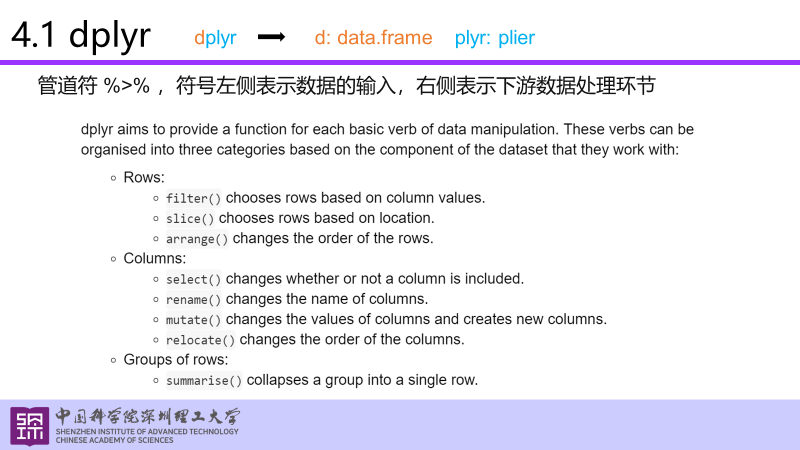 4.1 dplyr
dplyr
d: data.frame
plyr: plier
管道符 %>% ，符号左侧表示数据的输入，右侧表示下游数据处理环节
dplyr aims to provide a function for each basic verb of data manipulation. These verbs can be
organised into three categories based on the component of the dataset that they work with:
Rows:
filter() chooses rows based on column values.
slice() chooses rows based on location.
arrange() changes the order of the rows.
Columns:
select() changes whether or not a column is included.
rename() changes the name of columns.
mutate() changes the values of columns and creates new columns.
relocate() changes the order of the columns.
Groups of rows:
summarise() collapses a group into a single row.
中国科学院深圳理工大学
SHENZHEN INSTITUTE OF ADVANCED TECHNOLOGY
CHINESE ACADEMY OF SCIENCES